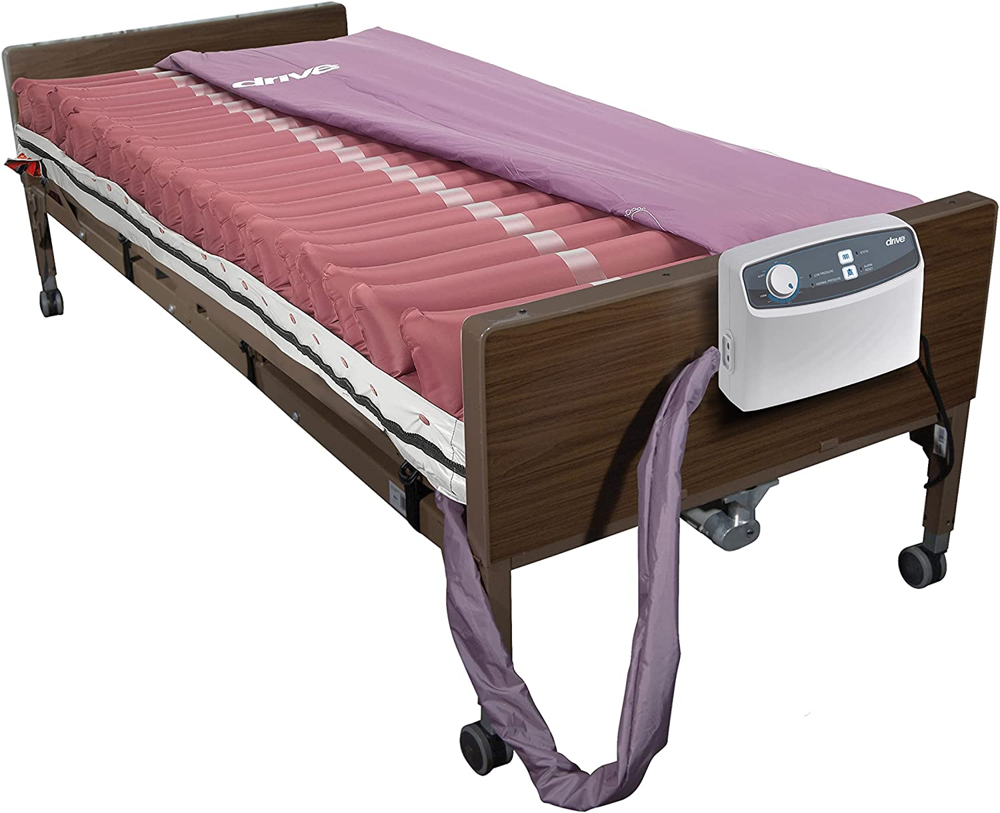 drive
drive
STATIC
SOFT
LOW PRESSURE
ALARM
RESET
FIRM
NORMAL PRESSURE